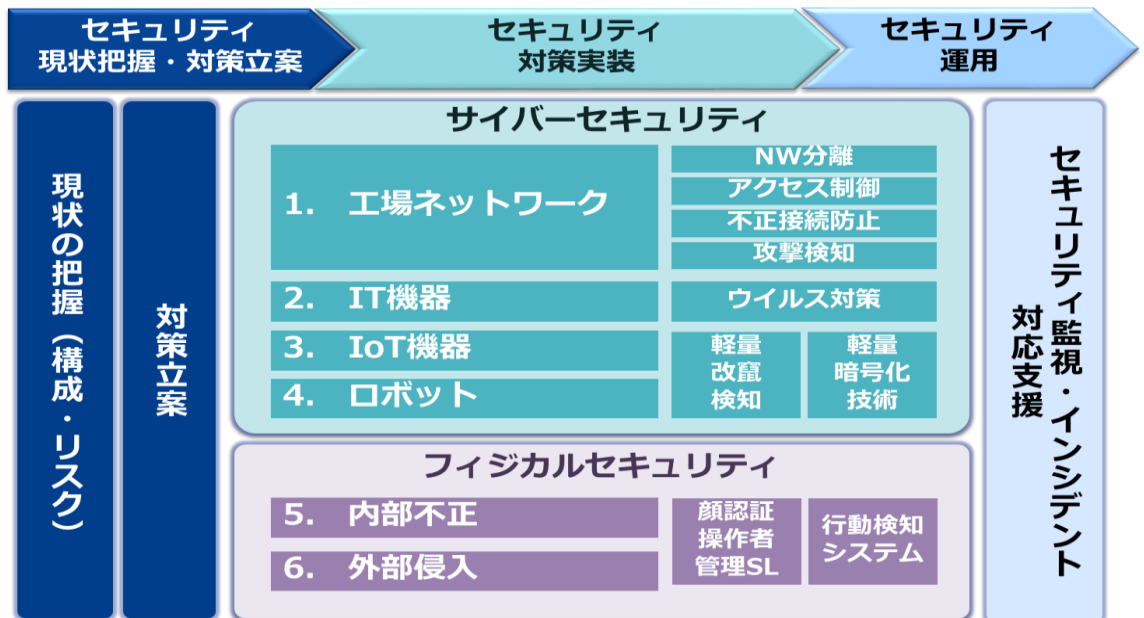 セキュリティ
現状把握・対策立案
セキュリティ
対策実装
セキュリティ
運用
現状の把握（構成・リスク）
対策立案
サイバーセキュリティ
1. 工場ネットワーク
NW分離
アクセス制御
不正接続防止
攻撃検知
2. IT機器
ウイルス対策
3. IoT機器
4. ロボット
軽量
改竄
検知
軽量
暗号化
技術
フィジカルセキュリティ
5. 内部不正
6. 外部侵入
顔認証
操作者
管理SL
行動検知
システム
セキュリティ監視・インシデント
対応支援